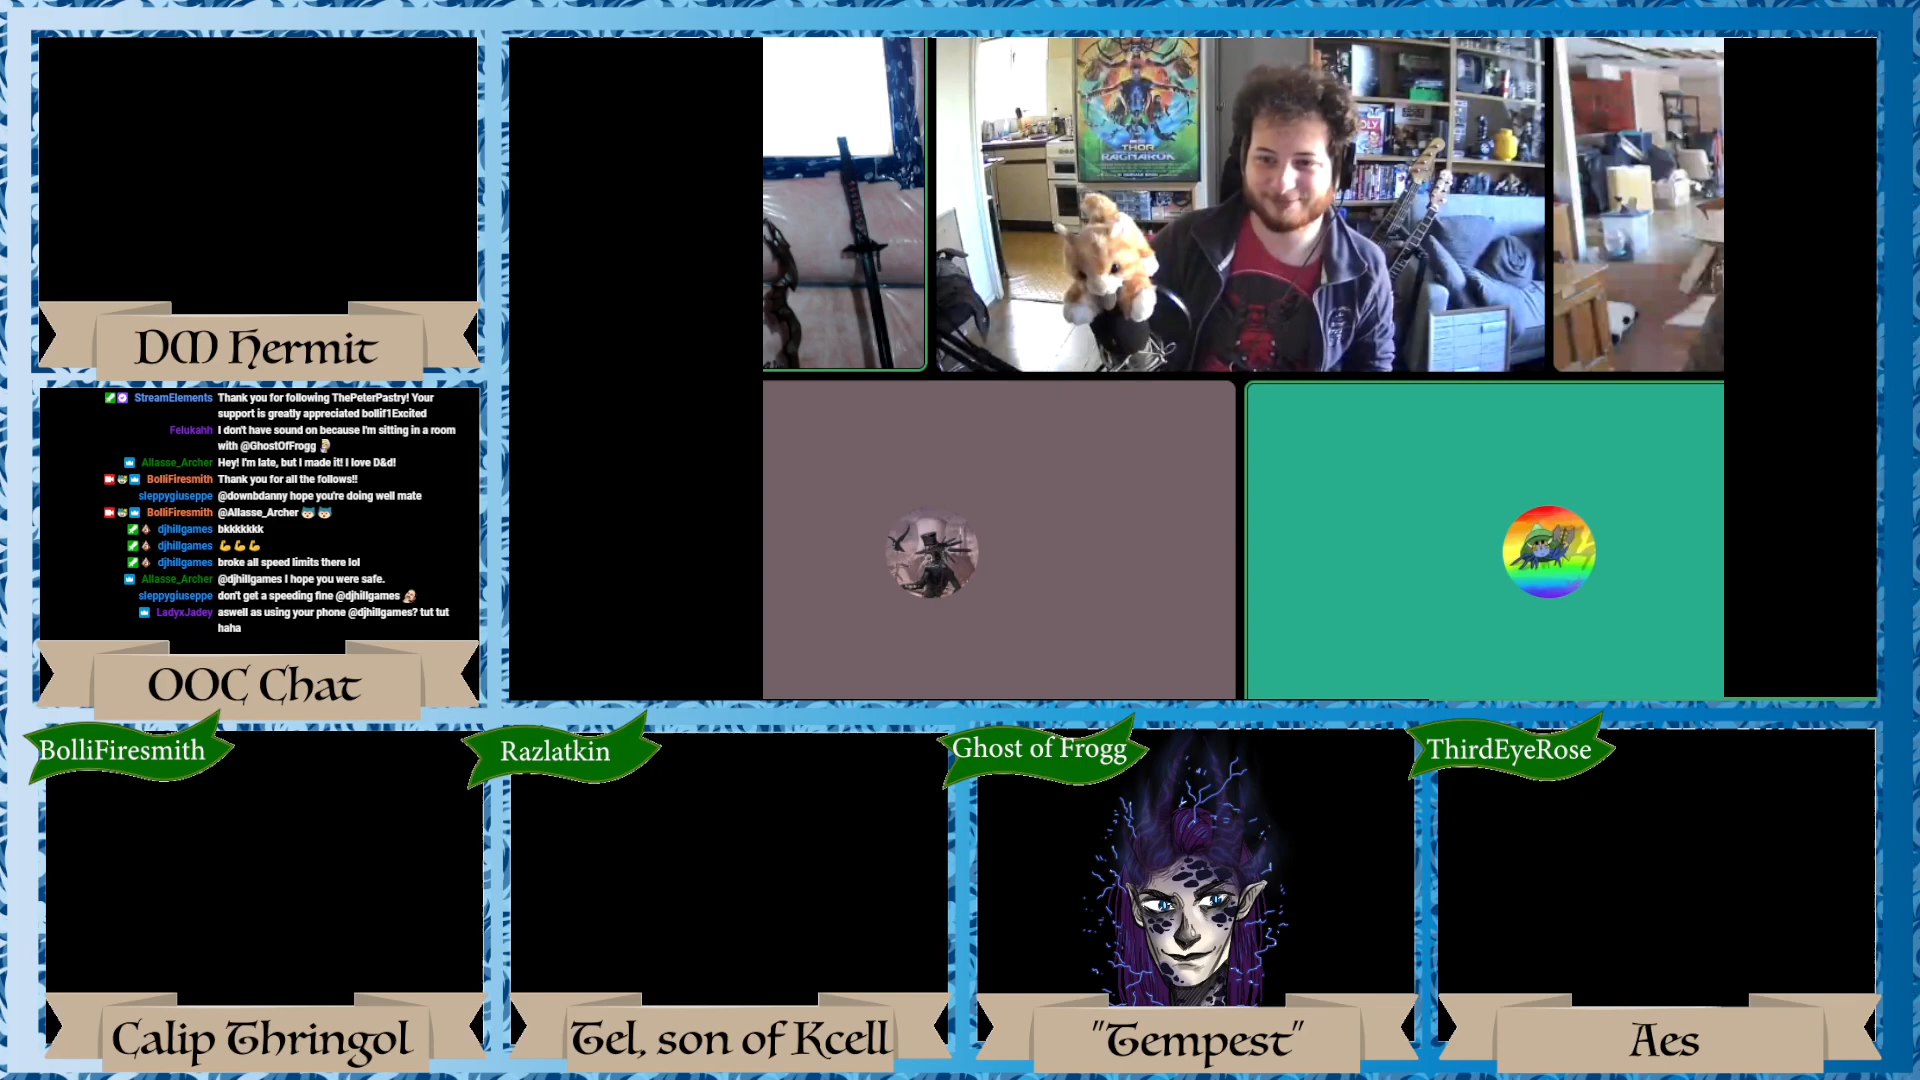 THOR
RAGNAROK
DM Hermit
StreamElements Thank you for following ThePeterPastry! Your
support is greatly appreciated bollif1Excited
Felukahh I don't have sound on because I'm sitting in a room
with @GhostOfFrogg
Allasse_Archer Hey! I'm late, but I made it! I love D&d!
BolliFiresmith Thank you for all the follows!!
sleppygiuseppe @downbdanny hope you're doing well mate
BolliFiresmith @Allasse_Archer
djhillgames bkkkkkkk
djhillgames
djhillgames broke all speed limits there lol
Allasse_Archer @djhillgames I hope you were safe.
sleppygiuseppe don't get a speeding fine @djhillgames
LadyxJadey aswell as using your phone @djhillgames? tut tut
haha
OOC Chat
BolliFiresmith
Razlatkin
Ghost of Frogg
ThirdEyeRose
Calip Thringol
Tel, son of Kcell
"Tempest"
Aes